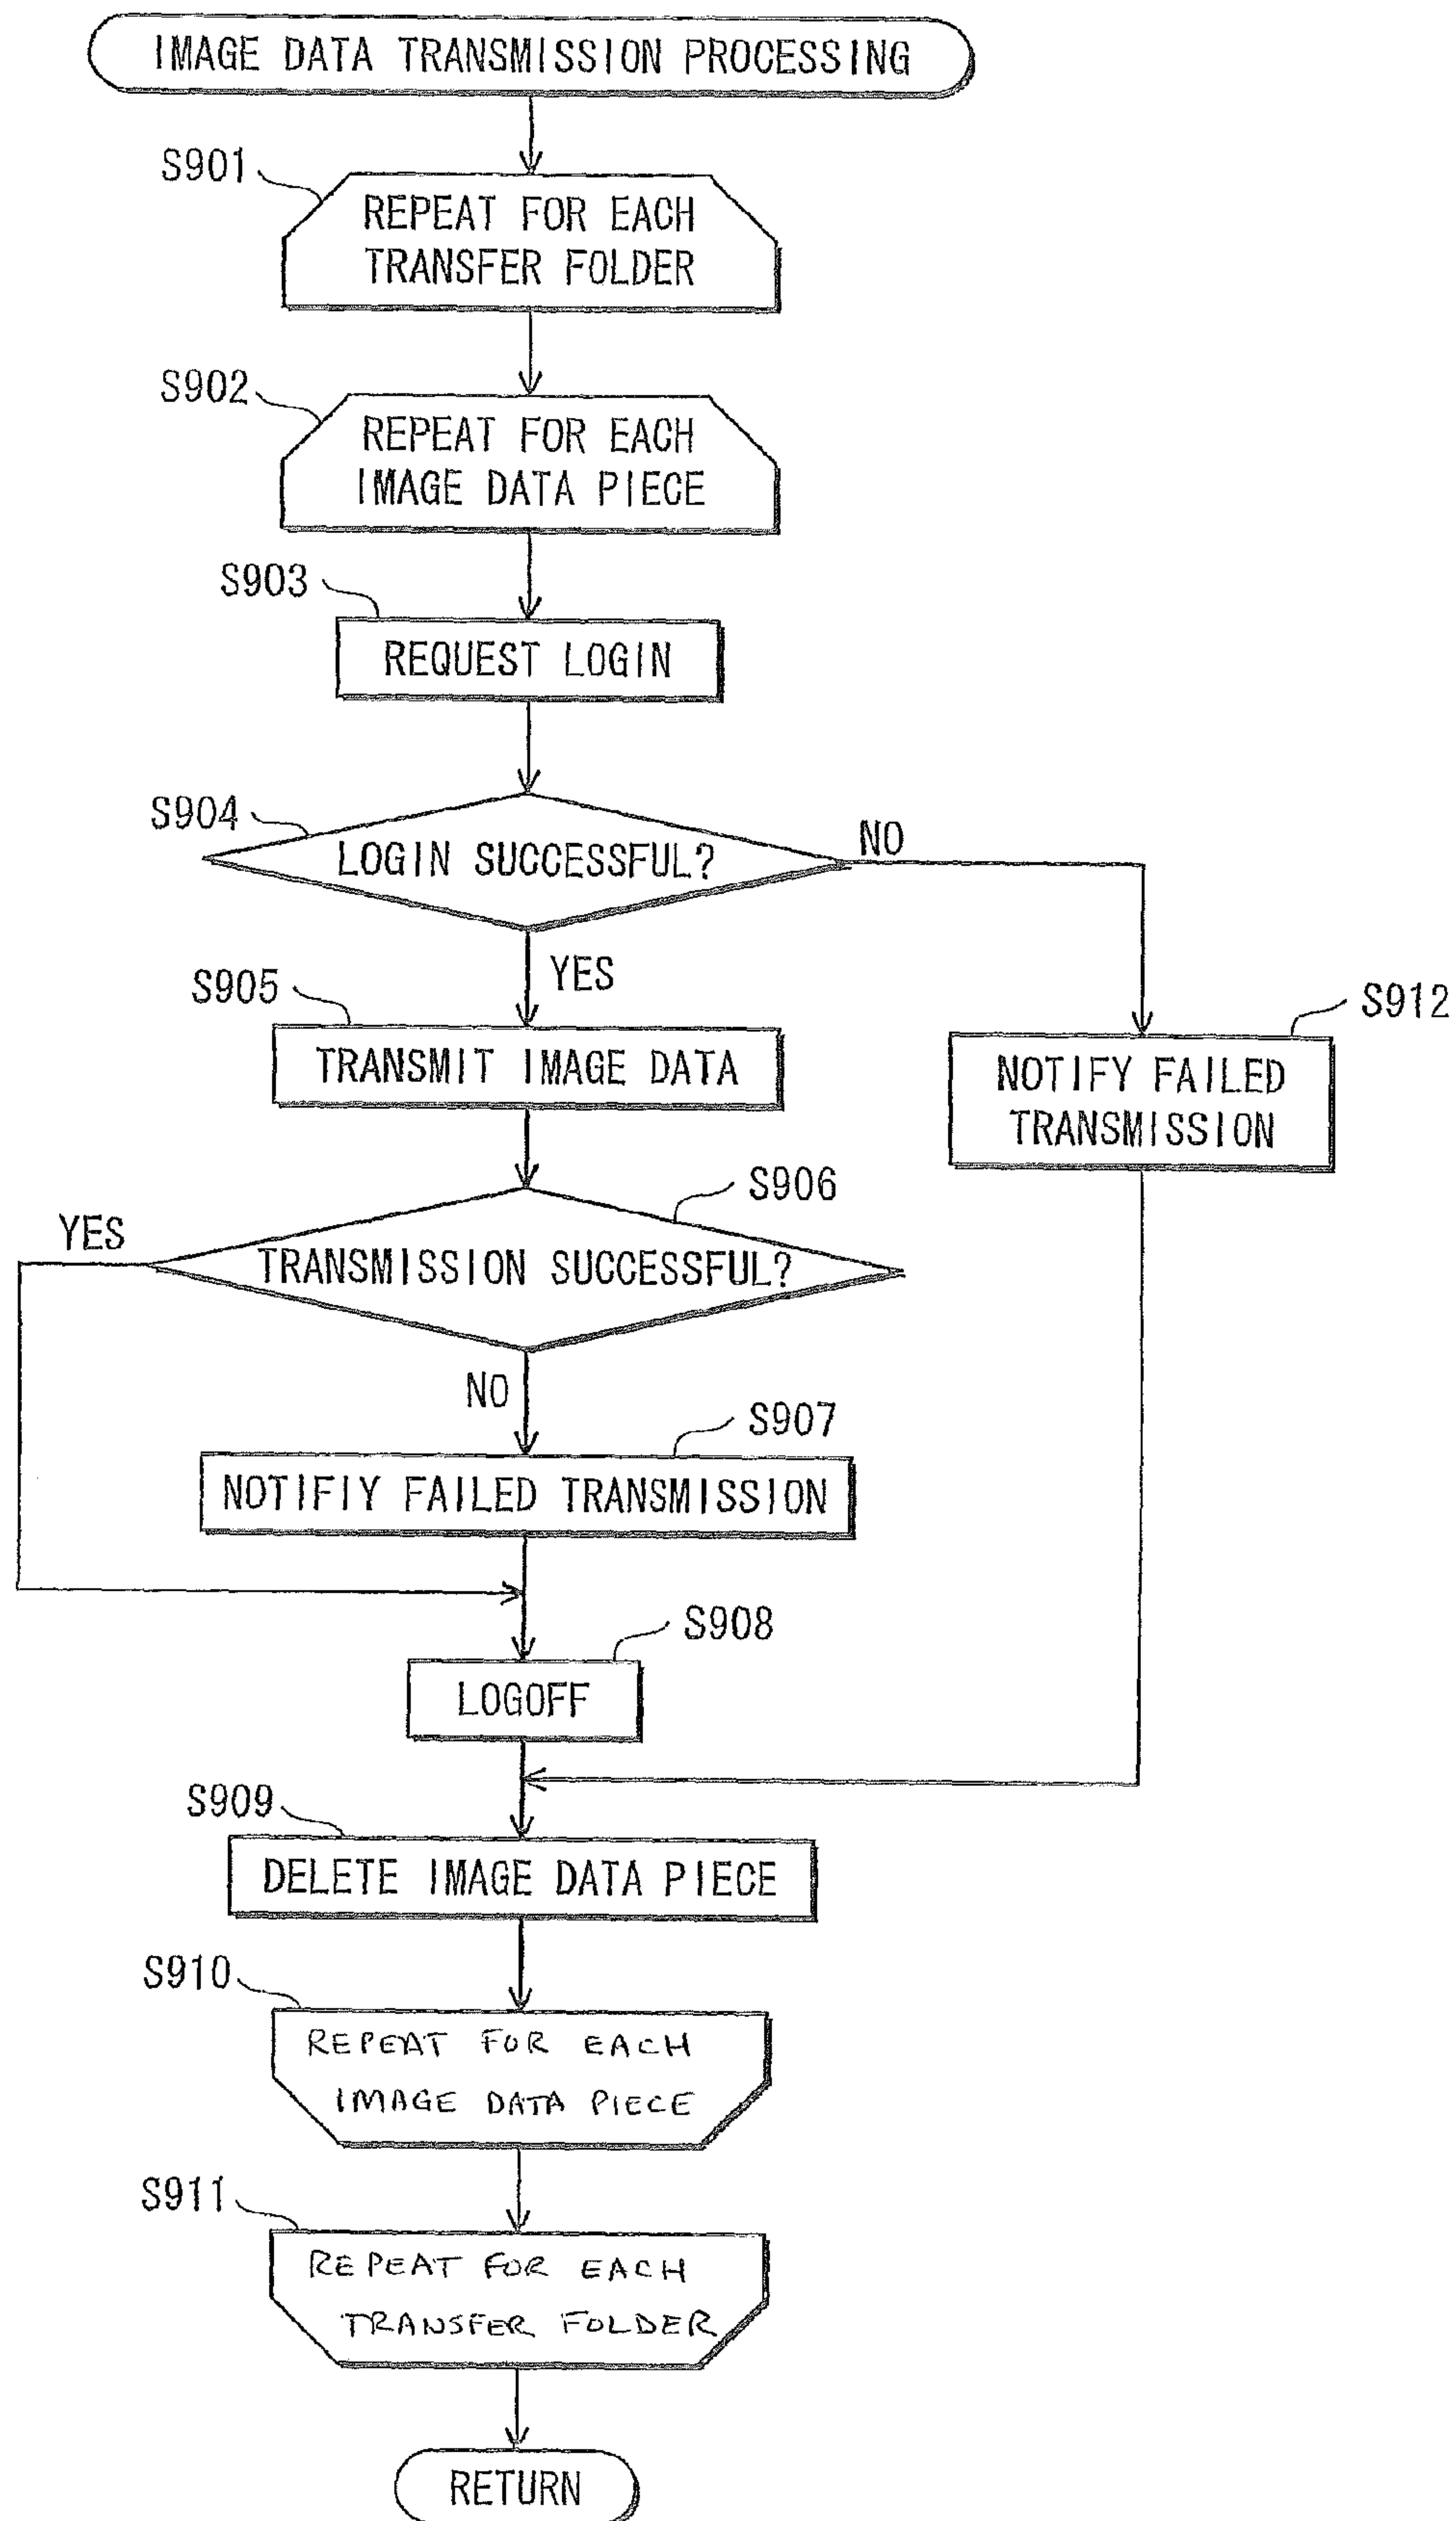 IMAGE DATA TRANSMISSION PROCESSING
S901
REPEAT FOR EACH
TRANSFER FOLDER
S902
REPEAT FOR EACH
IMAGE DATA PIECE
S903
REQUEST LOGIN
S904
LOGIN SUCCESSFUL?
NO
YES
S905
TRANSMIT IMAGE DATA
S912
NOTIFY FAILED
TRANSMISSION
S906
YES
TRANSMISSION SUCCESSFUL?
NO
S907
NOTIFIY FAILED TRANSMISSION
S908
LOGOFF
S909
DELETE IMAGE DATA PIECE
S910
REPEAT FOR EACH
IMAGE DATA PIECE
S911
REPEAT FOR EACH
TRANSFER FOLDER
RETURN